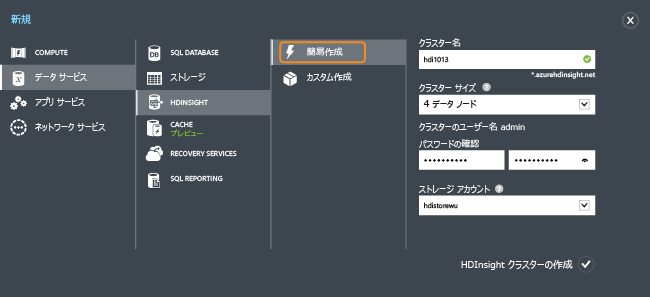 新規
COMPUTE
データ サービス
アプリ サービス
ネットワーク サービス
SQL DATABASE
ストレージ
HDINSIGHT
CACHE
プレビュー
RECOVERY SERVICES
SQL REPORTING
簡易作成
カスタム作成
クラスター名
hdi1013
*.azurehdinsight.net
クラスター サイズ
4 データ ノード
クラスターのユーザー名 admin
パスワードの確認
••••••••••
••••••••••
ストレージ アカウント
hdistorewu
HDInsight クラスターの作成